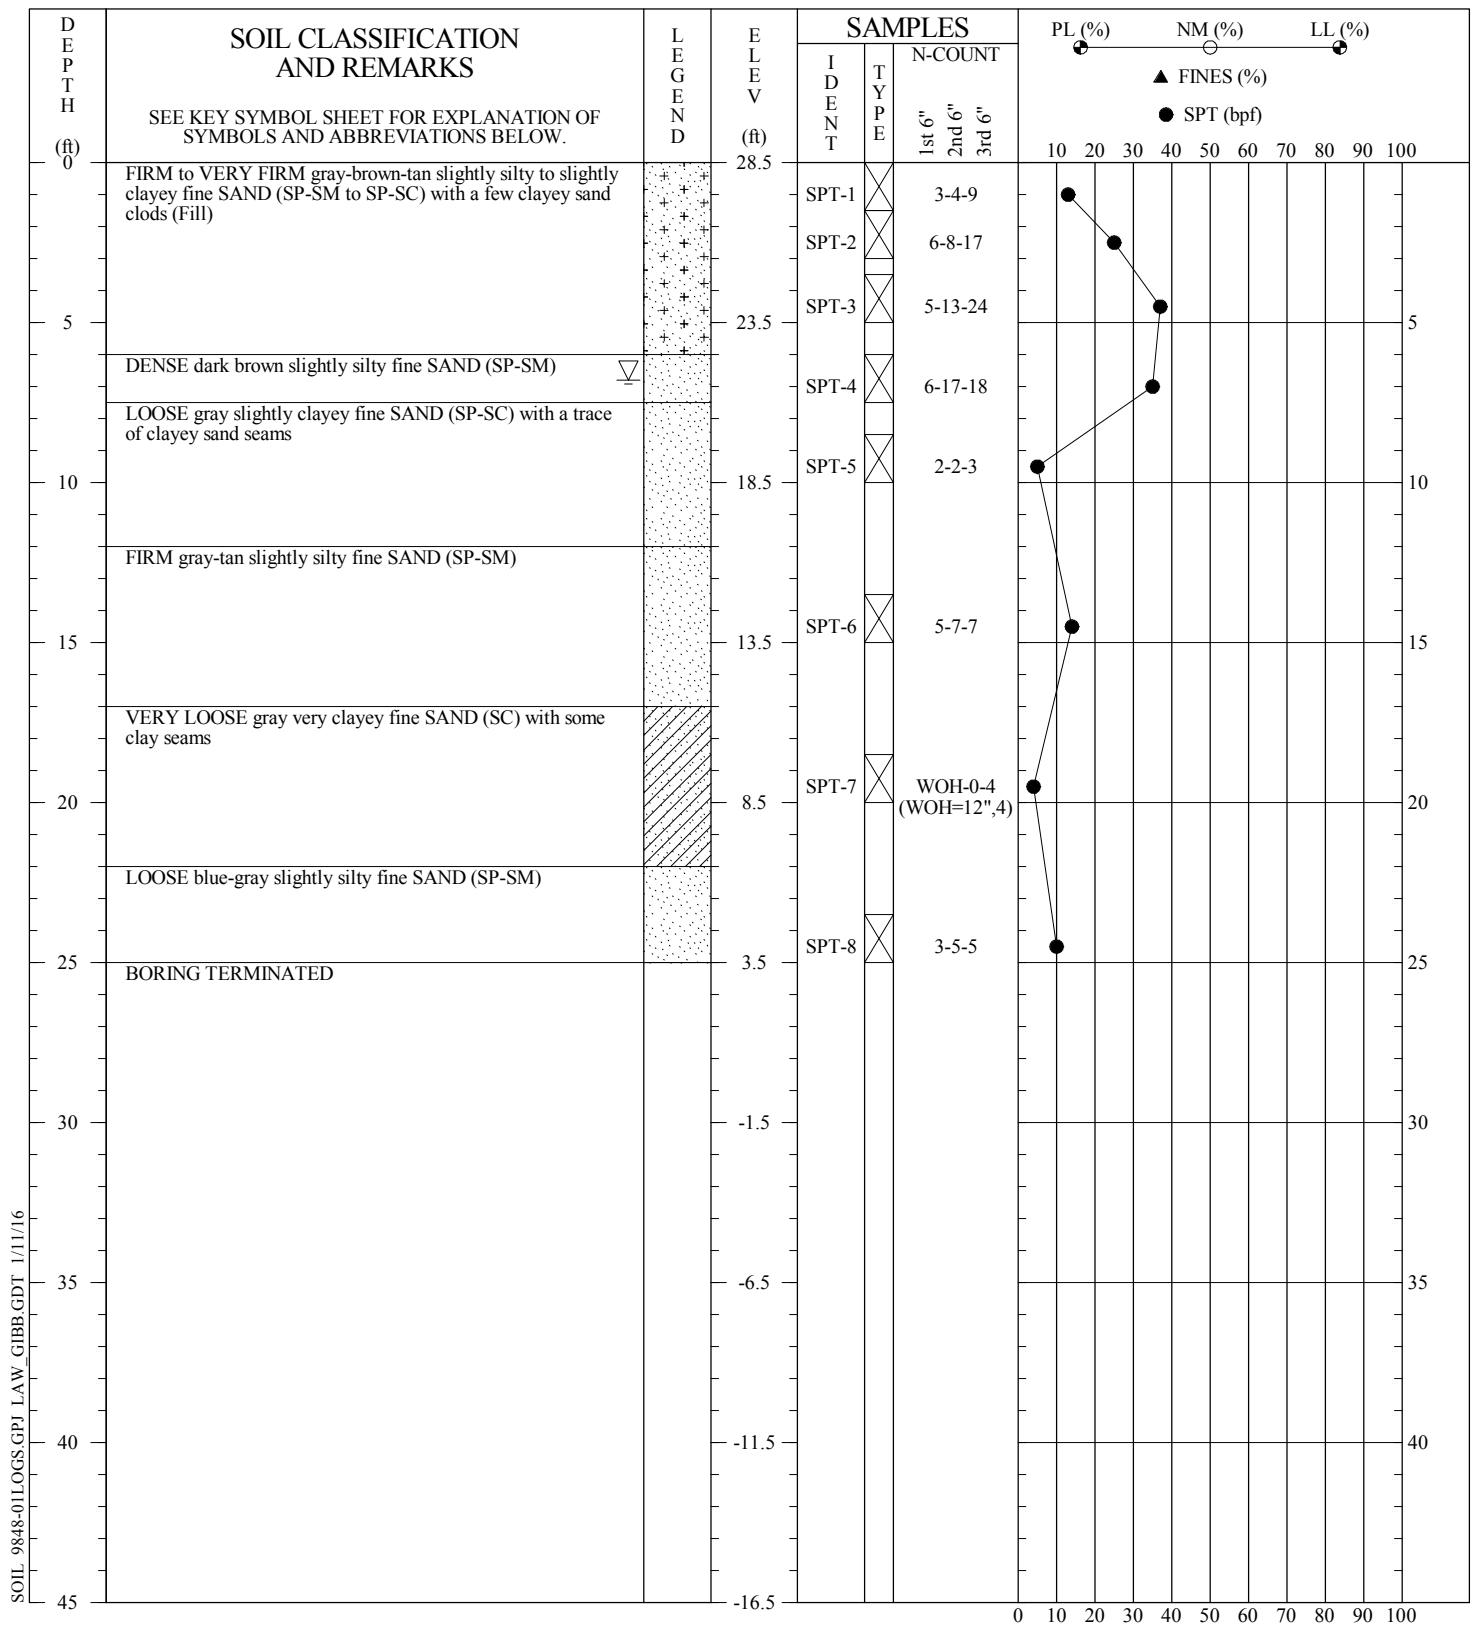 DEPTH
(ft)
SOIL CLASSIFICATION
AND REMARKS
SEE KEY SYMBOL SHEET FOR EXPLANATION OF
SYMBOLS AND ABBREVIATIONS BELOW.
LEGEND
ELEV
(ft)
SAMPLES
IDENT
TYPE
N-COUNT
1st 6"
2nd 6"
3rd 6"
PL (%) NM (%) LL (%)
▲ FINES (%)
● SPT (bpf)
10 20 30 40 50 60 70 80 90 100
0 28.5
FIRM to VERY FIRM gray-brown-tan slightly silty to slightly
clayey fine SAND (SP-SM to SP-SC) with a few clayey sand
clods (Fill)
SPT-1 3-4-9
SPT-2 6-8-17
SPT-3 5-13-24
5 23.5 5
DENSE dark brown slightly silty fine SAND (SP-SM)
SPT-4 6-17-18
LOOSE gray slightly clayey fine SAND (SP-SC) with a trace
of clayey sand seams
SPT-5 2-2-3
10 18.5 10
FIRM gray-tan slightly silty fine SAND (SP-SM)
SPT-6 5-7-7
15 13.5 15
VERY LOOSE gray very clayey fine SAND (SC) with some
clay seams
SPT-7 WOH-0-4
20 8.5 (WOH=12",4) 20
LOOSE blue-gray slightly silty fine SAND (SP-SM)
SPT-8 3-5-5
25 3.5 25
BORING TERMINATED
30 -1.5 30
35 -6.5 35
40 -11.5 40
45 -16.5
0 10 20 30 40 50 60 70 80 90 100
SOIL 9848-01LOGS.GPJ LAW_GIBB.GDT 1/11/16